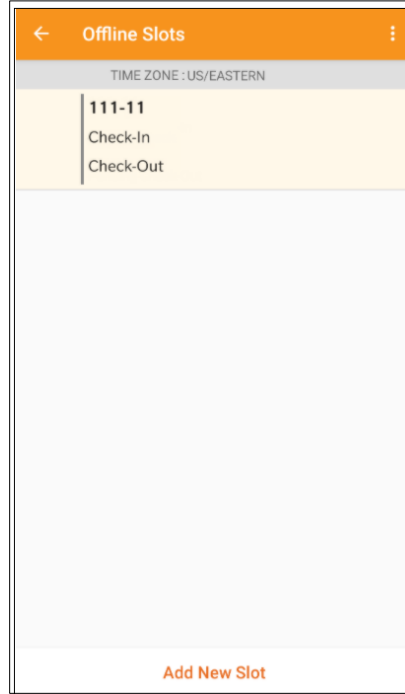 Offline Slots
TIME ZONE : US/EASTERN
111-11
Check-In
Check-Out
Add New Slot